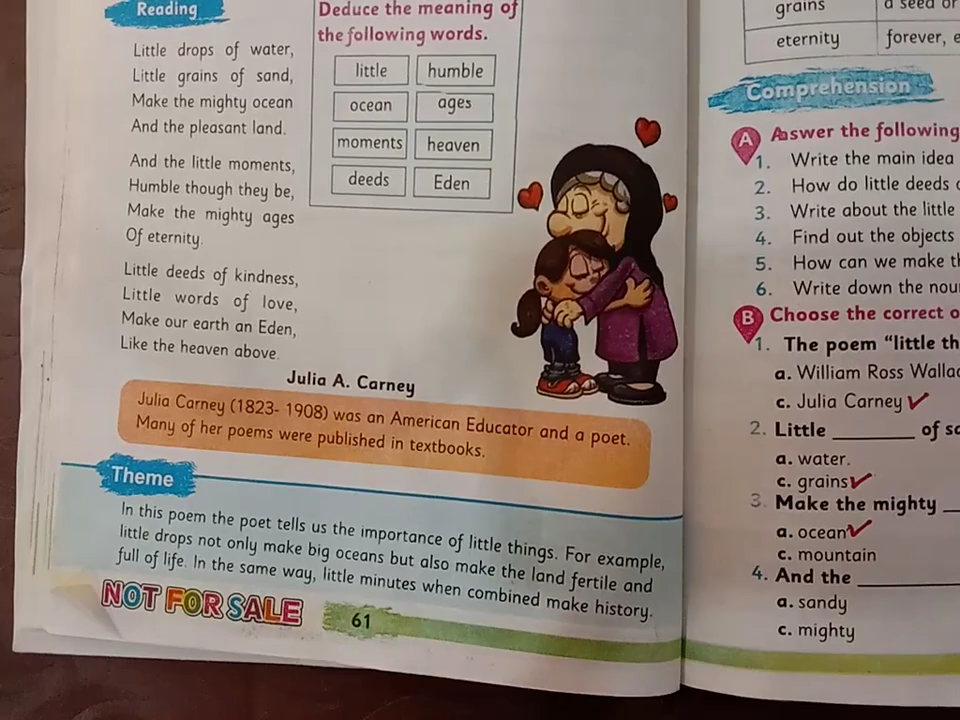 Reading
Little drops of water,
Little grains of sand,
Make the mighty ocean
And the pleasant land.
And the little moments,
Humble though they be,
Make the mighty ages
Of eternity.
Little deeds of kindness,
Little words of love,
Make our earth an Eden,
Like the heaven above.
Julia A. Carney
Deduce the meaning of
the following words.
little humble
ocean ages
moments heaven
deeds Eden
Julia Carney (1823- 1908) was an American Educator and a poet.
Many of her poems were published in textbooks.
Theme
In this poem the poet tells us the importance of little things. For example,
little drops not only make big oceans but also make the land fertile and
full of life. In the same way, little minutes when combined make history.
NOT FOR SALE
61
grains a seed or
eternity forever,
Comprehension
A Answer the following
1. Write the main idea
2. How do little deeds
3. Write about the little
4. Find out the objects
5. How can we make
6. Write down the
B Choose the correct
1. The poem "little
a. William Ross
c. Julia Carney
2. Little ________ of
a. water.
c. grains
3. Make the mighty __
a. ocean
c. mountain
4. And the __________
a. sandy
c. mighty